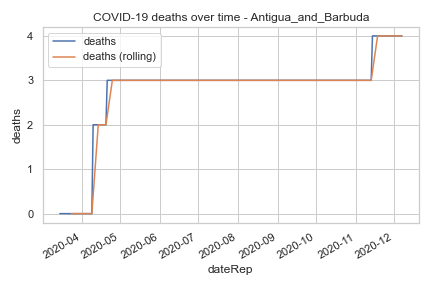 COVID-19 deaths over time - Antigua_and_Barbuda
deaths
deaths (rolling)
4
3
2
1
0
deaths
2020-04
2020-05
2020-06
2020-07
2020-08
2020-09
2020-10
2020-11
2020-12
dateRep